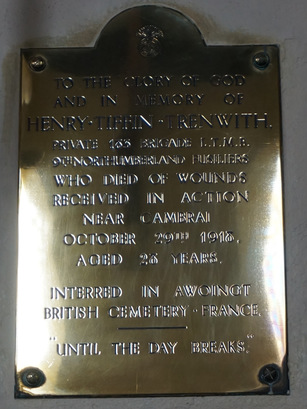 TO THE GLORY OF GOD
AND IN MEMORY OF
HENRY·TIFFIN·TRENWITH.
PRIVATE 183 BRIGADE L.T.M.B.
9TH NORTHUMBERLAND FUSILIERS
WHO DIED OF WOUNDS
RECEIVED IN ACTION
NEAR CAMBRAI
OCTOBER 29TH 1918,
AGED 26 YEARS.
INTERRED IN AWOINGT
BRITISH CEMETERY·FRANCE.
"UNTIL THE DAY BREAKS."